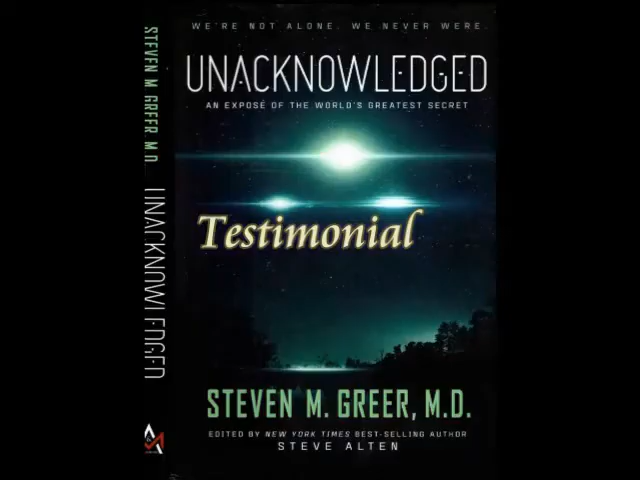 STEVEN M. GREER, M.D.
UNACKNOWLEDGED
WE'RE NOT ALONE. WE NEVER WERE.
UNACKNOWLEDGED
AN EXPOSÉ OF THE WORLD'S GREATEST SECRET
Testimonial
STEVEN M. GREER, M.D.
EDITED BY NEW YORK TIMES BEST-SELLING AUTHOR
STEVE ALTEN